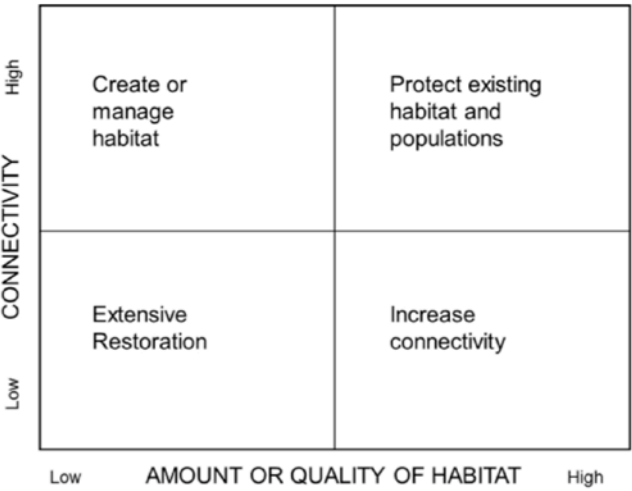 High
Create or
manage
habitat
Protect existing
habitat and
populations
CONNECTIVITY
Extensive
Restoration
Increase
connectivity
Low
Low
AMOUNT OR QUALITY OF HABITAT
High